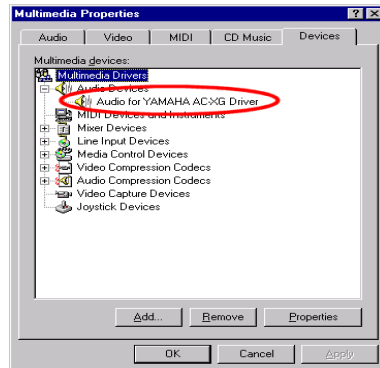 Multimedia Properties
Audio Video MIDI CD Music Devices
Multimedia devices:
Multimedia Drivers
Audio Devices
Audio for YAMAHA AC-XG Driver
MIDI Devices and Instruments
Mixer Devices
Line Input Devices
Media Control Devices
Video Compression Codecs
Audio Compression Codecs
Video Capture Devices
Joystick Devices
Add... Remove Properties
OK Cancel Apply